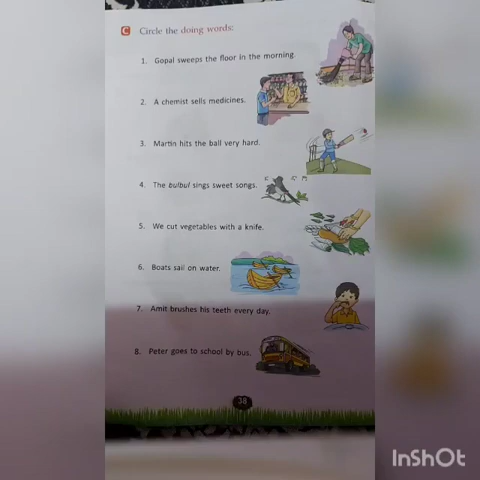 C Circle the doing words:
1. Gopal sweeps the floor in the morning.
2. A chemist sells medicines.
3. Martin hits the ball very hard.
4. The bulbul sings sweet songs.
5. We cut vegetables with a knife.
6. Boats sail on water.
7. Amit brushes his teeth every day.
8. Peter goes to school by bus.
38
InShOt